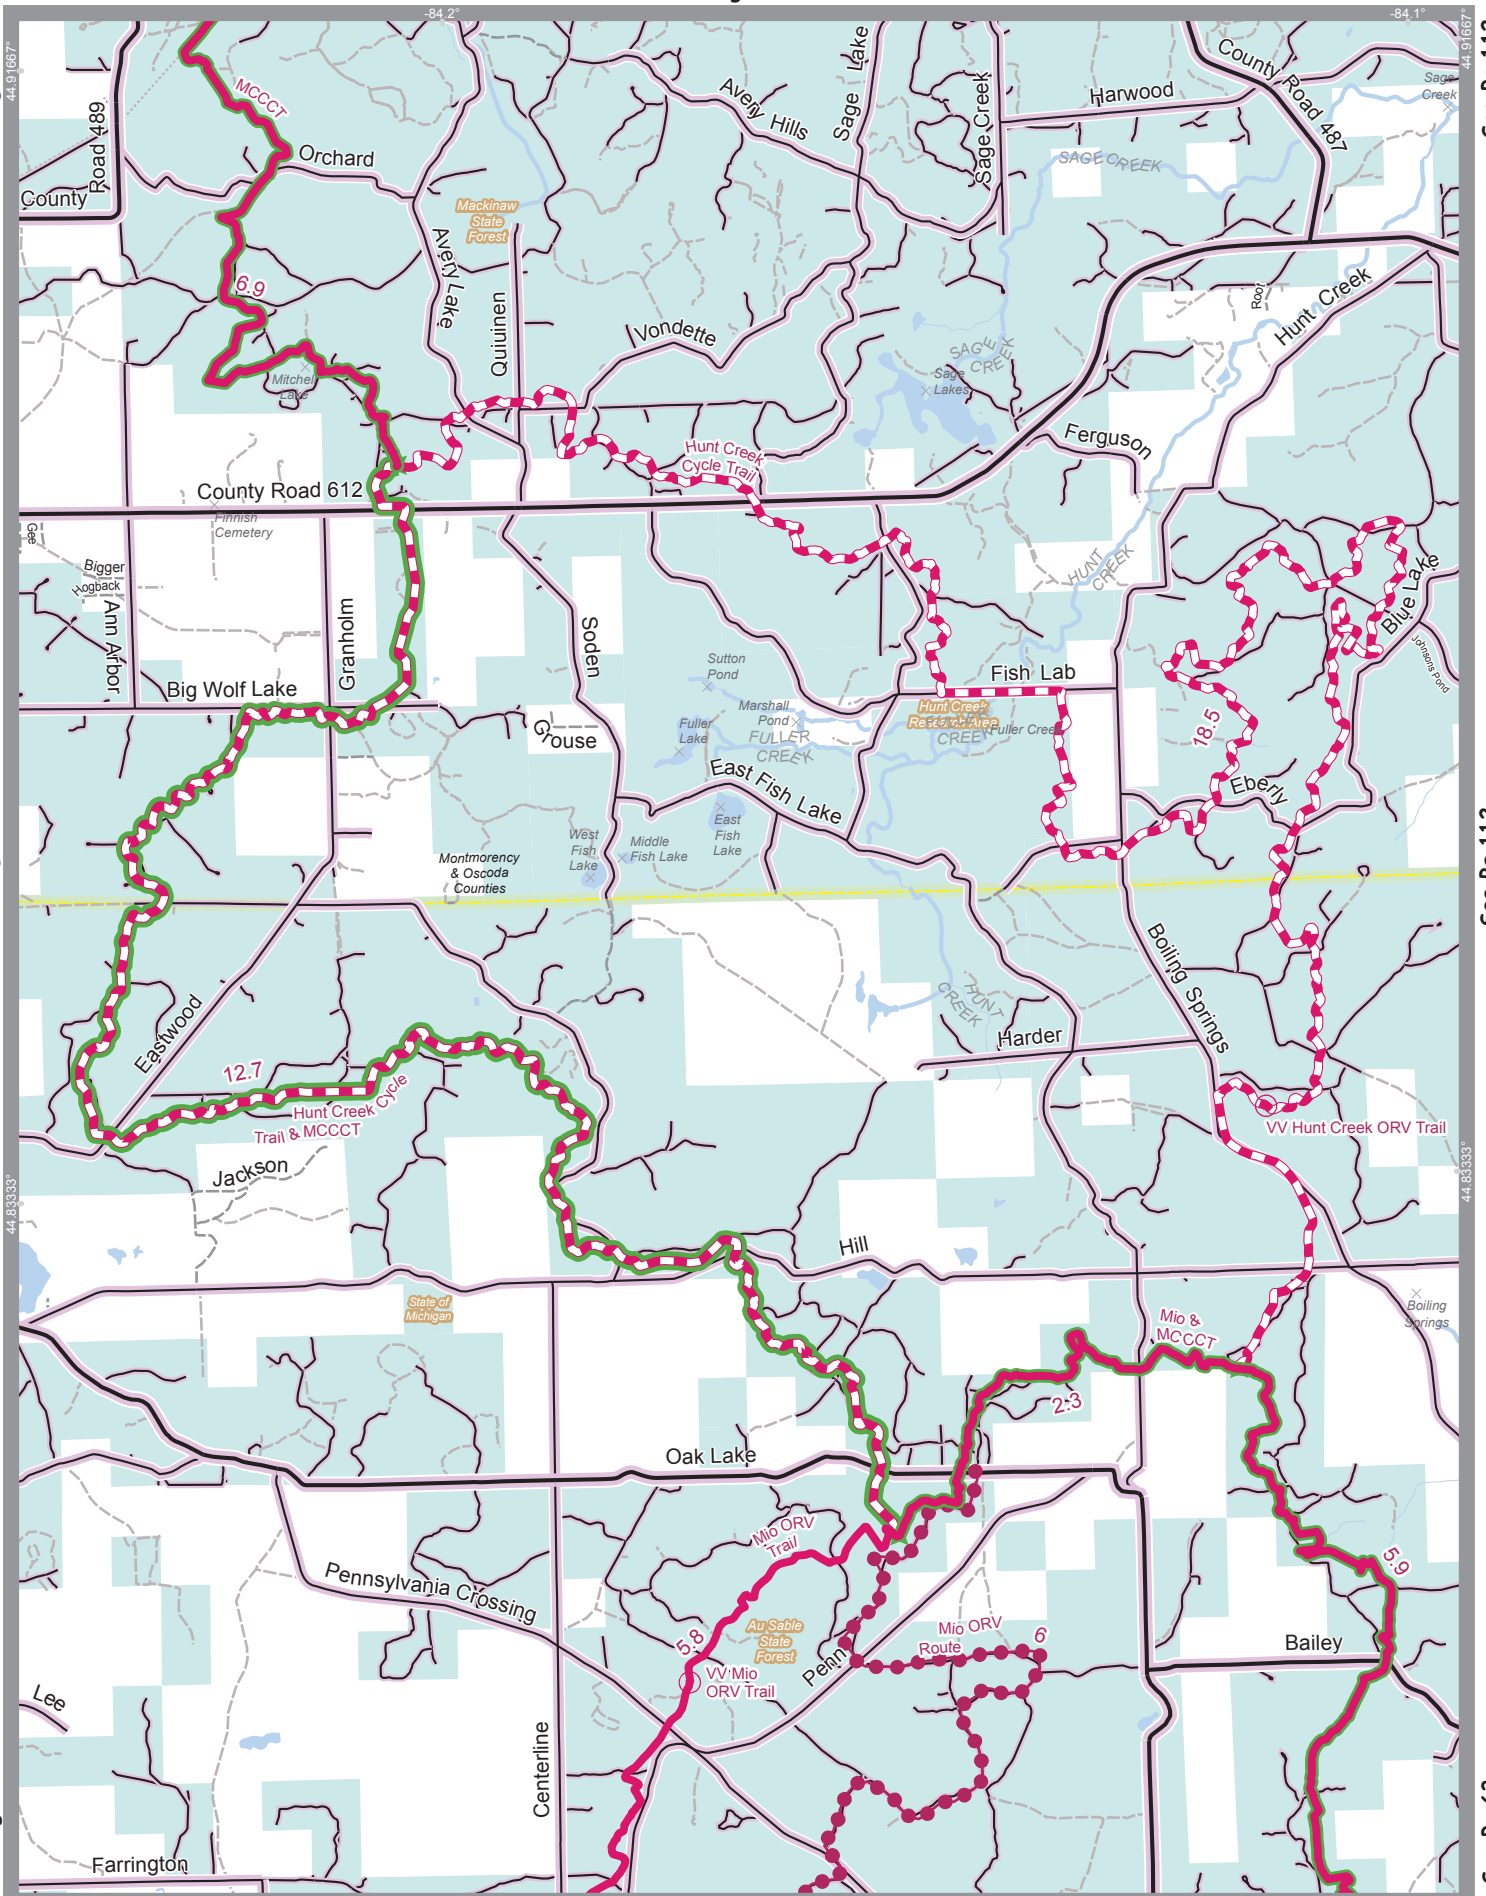 -84.2°
-84.1°
44.91667°
44.91667°
MCCCT
Orchard
County
Road 489
Avery Hills
Sage Lake
Sage Creek
Harwood
County Road 487
Sage
Creek
SAGE CREEK
Mackinaw
State
Forest
Avery Lake
Quiuinen
Vondette
6.9
Mitchell
Lake
SAGE
CREEK
Sage
Lakes
Root
Hunt Creek
Ferguson
Hunt Creek
Cycle Trail
County Road 612
Finnish
Cemetery
Gee
Bigger
Hogback
Ann Arbor
Granholm
Soden
HUNT
CREEK
Blue Lake
Johnsons Pond
Big Wolf Lake
Sutton
Pond
Marshall
Pond
Fuller
Lake
FULLER
CREEK
Grouse
East Fish Lake
Fish Lab
Hunt Creek
Research Area
CREEK
Fuller Creek
18.5
Eberly
West
Fish
Lake
Middle
Fish Lake
East
Fish
Lake
Montmorency
& Oscoda
Counties
Boiling Springs
HUNT
CREEK
Harder
Eastwood
12.7
Hunt Creek Cycle
Trail & MCCCT
Jackson
VV Hunt Creek ORV Trail
44.83333°
44.83333°
Hill
State of
Michigan
Boiling
Springs
Mio &
MCCCT
2.3
Oak Lake
Mio ORV
Trail
Pennsylvania Crossing
5.9
5.8
Au Sable
State
Forest
Mio ORV
Route
6
Bailey
Penn
VV Mio
ORV Trail
Lee
Centerline
Farrington